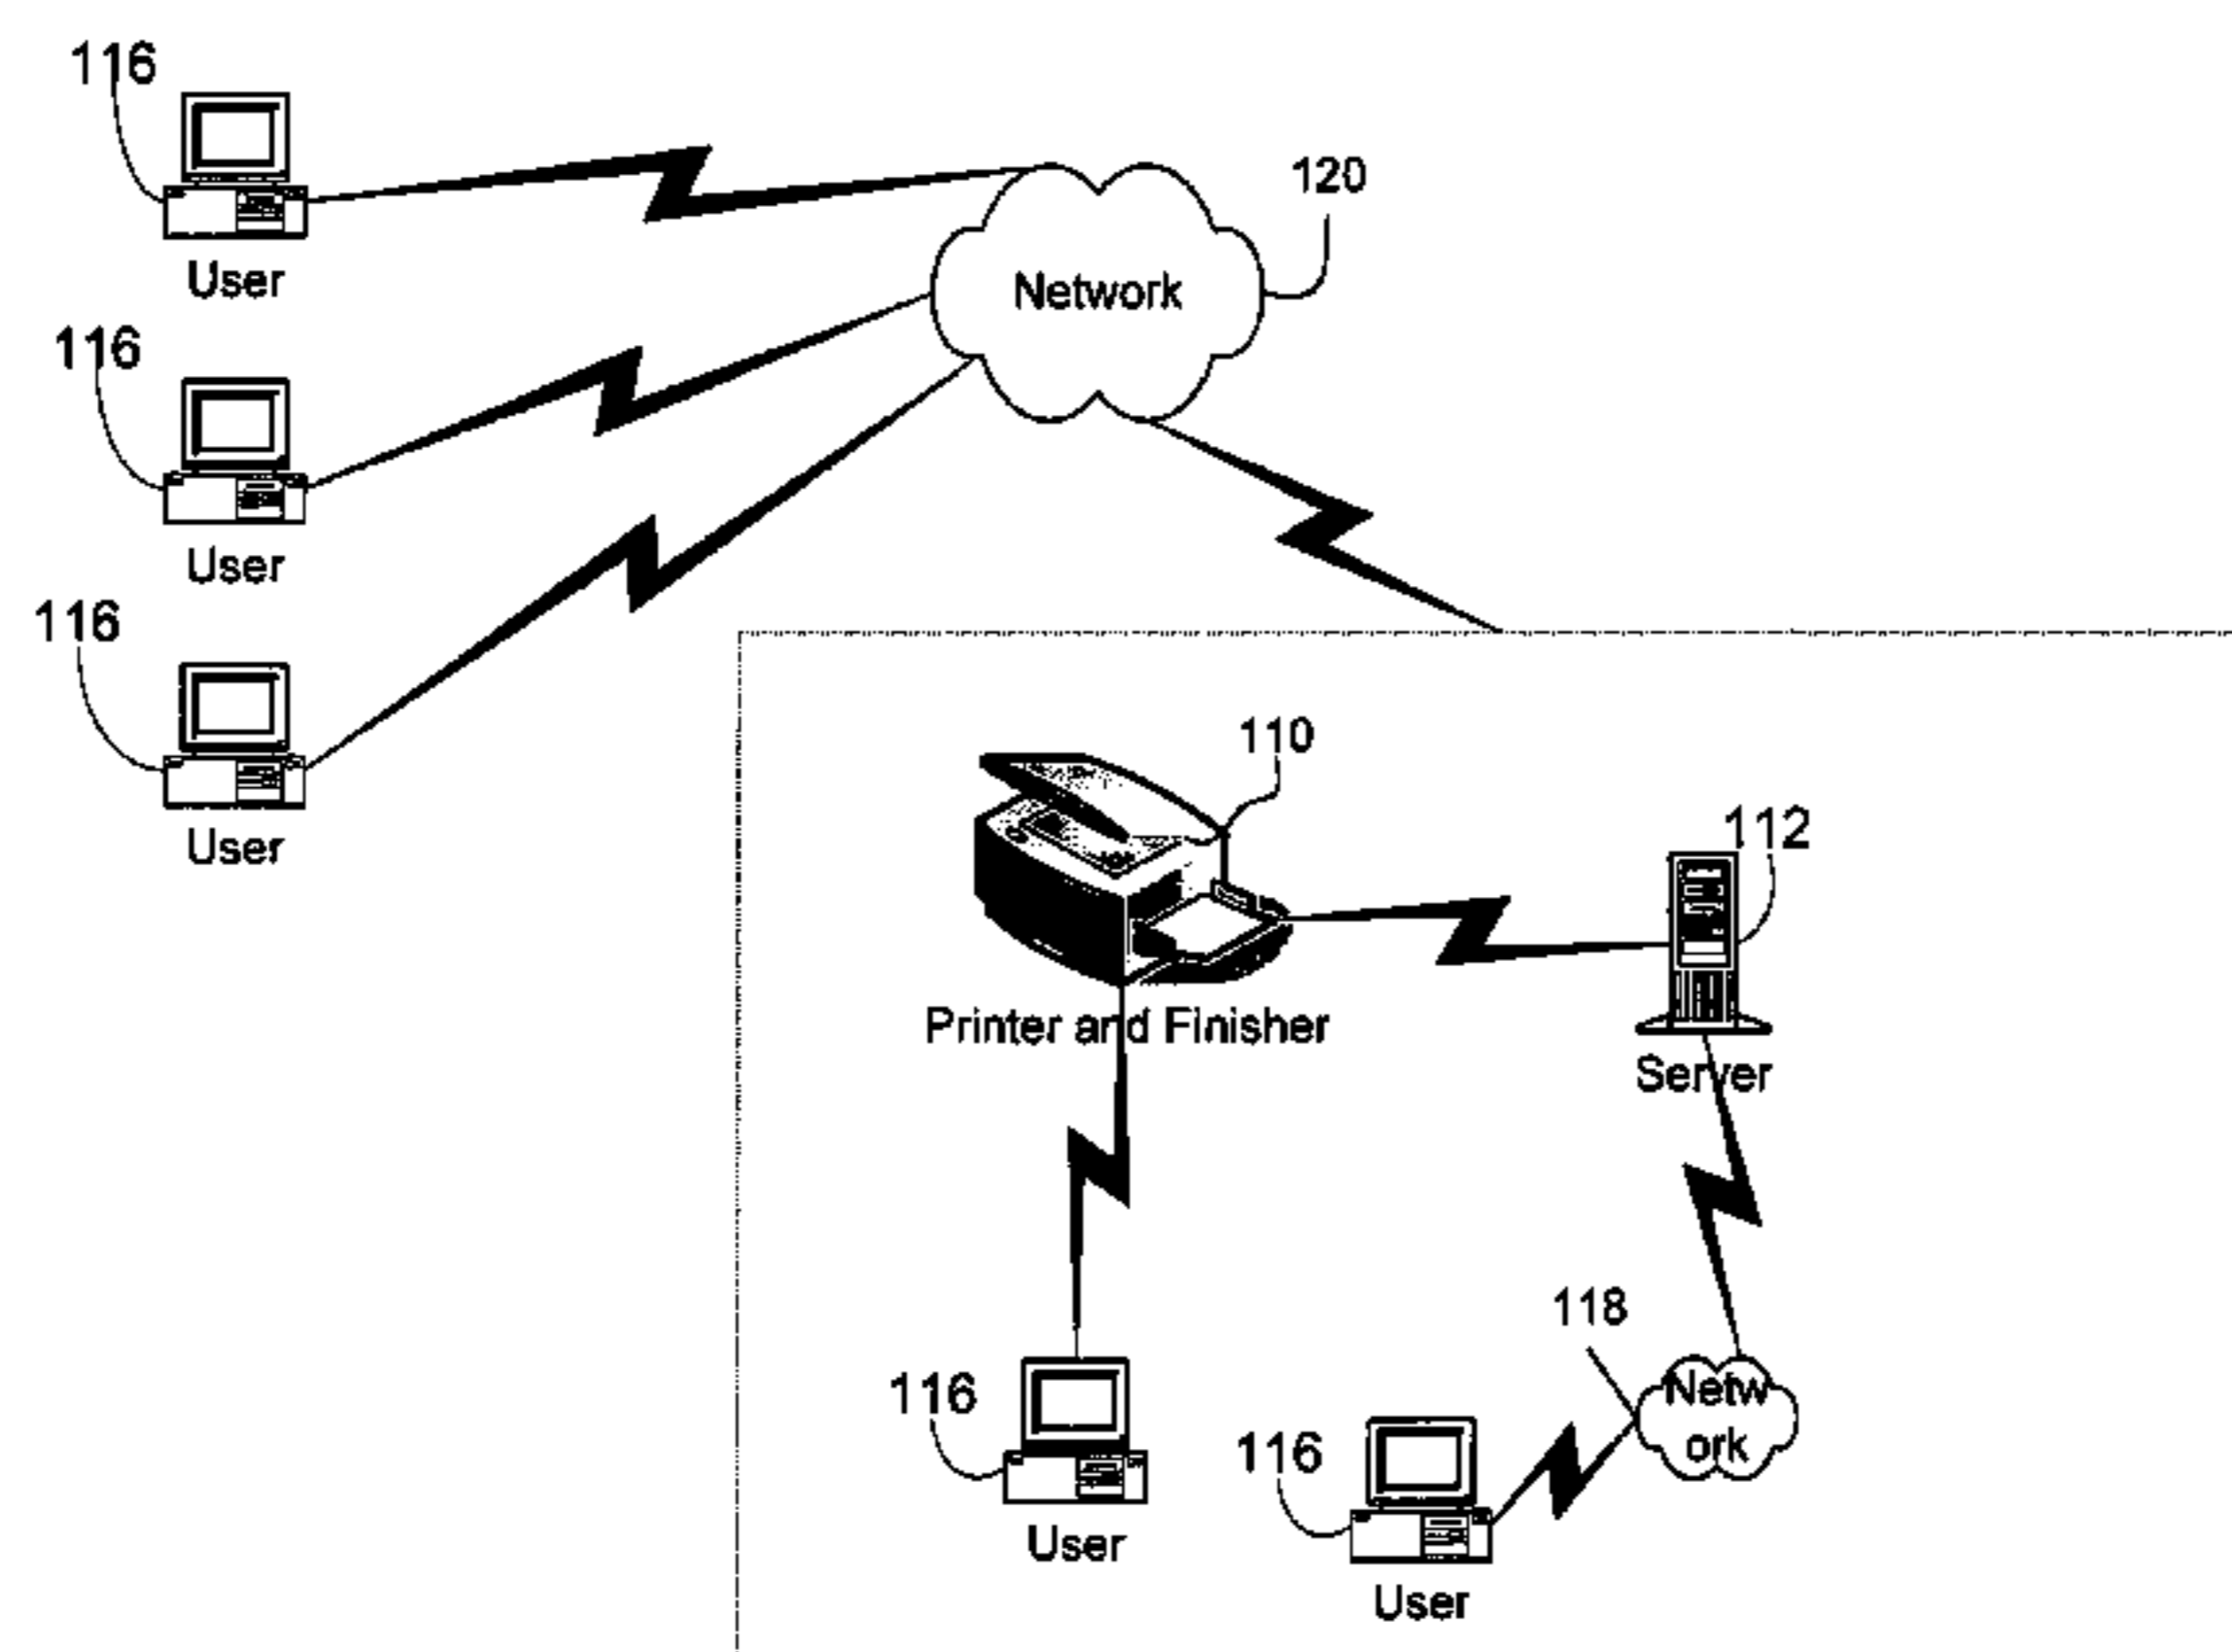 116
User
120
Network
116
User
116
User
110
112
Printer and Finisher
Server
118
Netw
ork
116
User
116
User